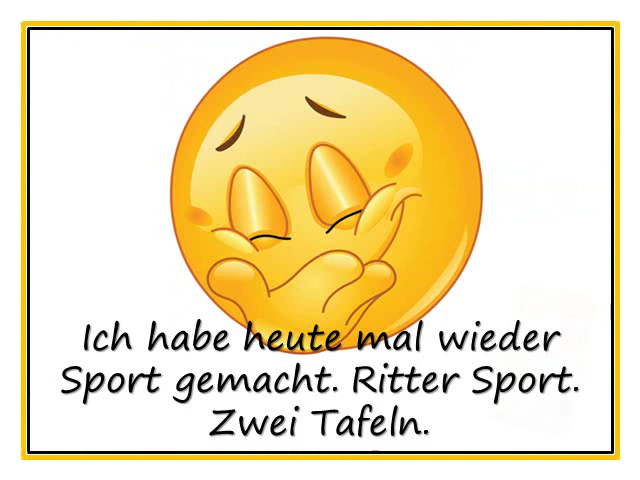 Ich habe heute mal wieder
Sport gemacht. Ritter Sport.
Zwei Tafeln.